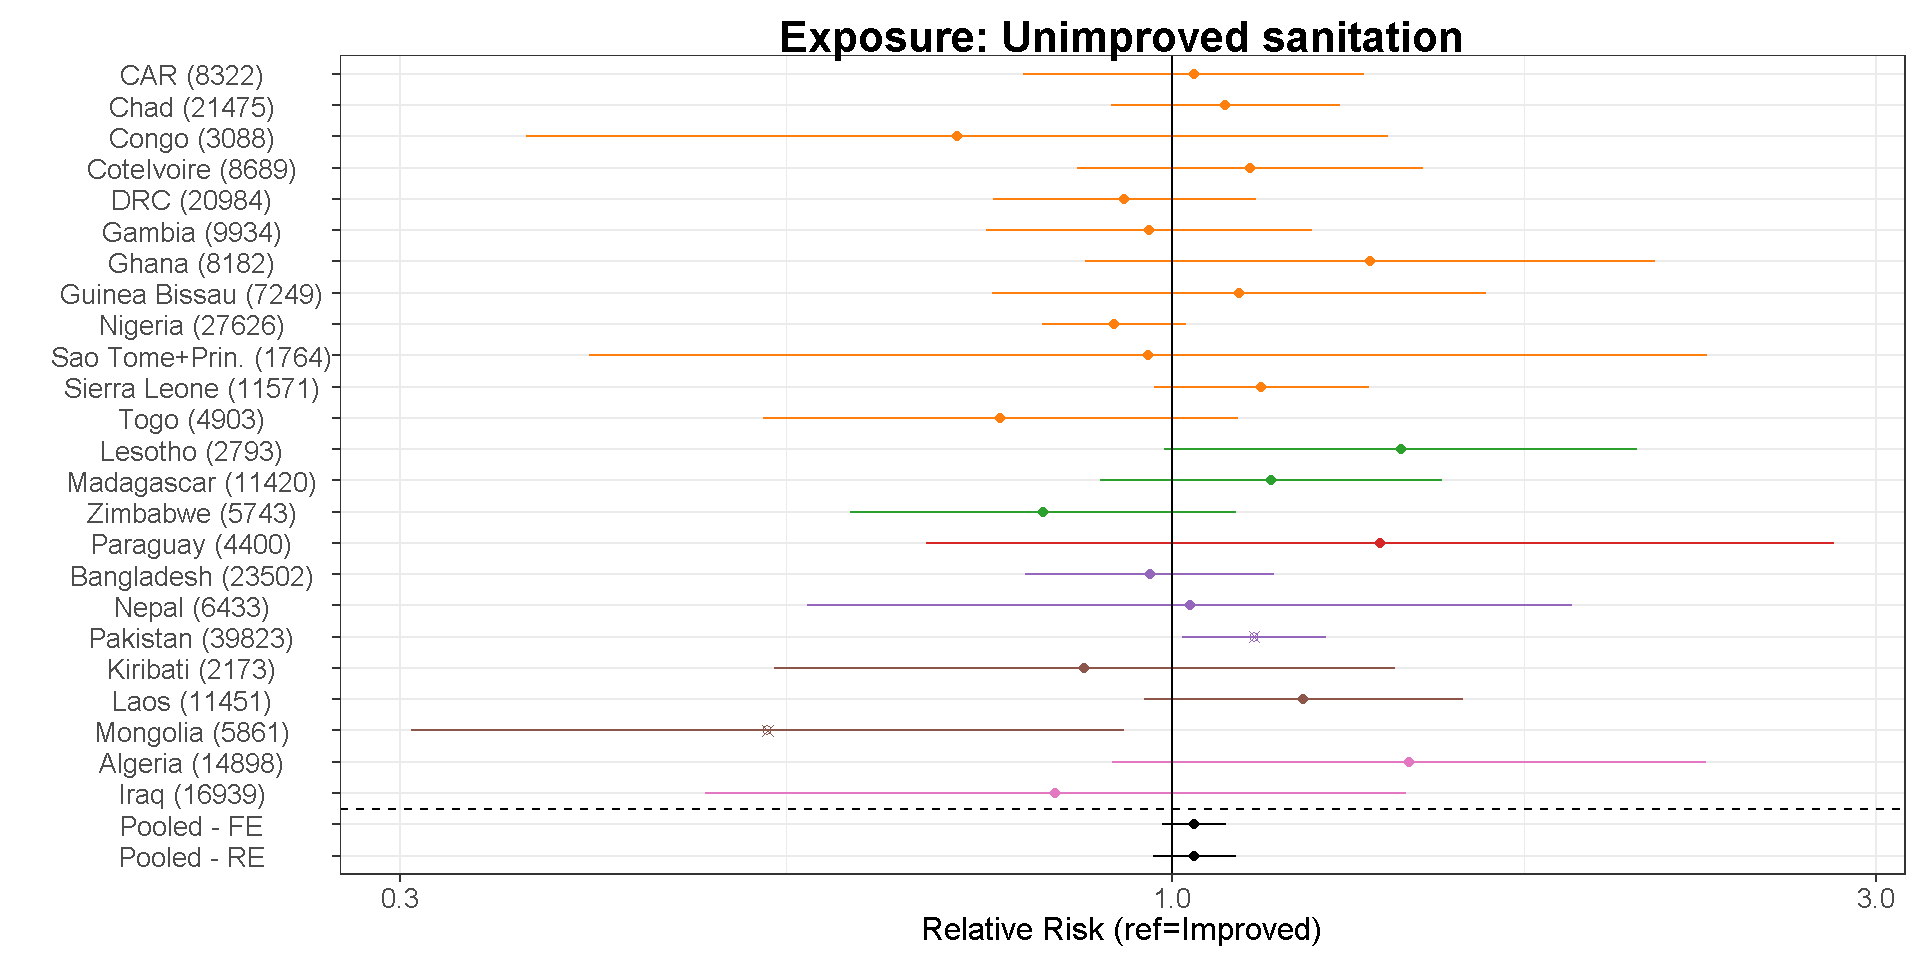 Exposure: Unimproved sanitation
CAR (8322)
Chad (21475)
Congo (3088)
CoteIvoire (8689)
DRC (20984)
Gambia (9934)
Ghana (8182)
Guinea Bissau (7249)
Nigeria (27626)
Sao Tome+Prin. (1764)
Sierra Leone (11571)
Togo (4903)
Lesotho (2793)
Madagascar (11420)
Zimbabwe (5743)
Paraguay (4400)
Bangladesh (23502)
Nepal (6433)
Pakistan (39823)
Kiribati (2173)
Laos (11451)
Mongolia (5861)
Algeria (14898)
Iraq (16939)
Pooled - FE
Pooled - RE
0.3 1.0 3.0
Relative Risk (ref=Improved)